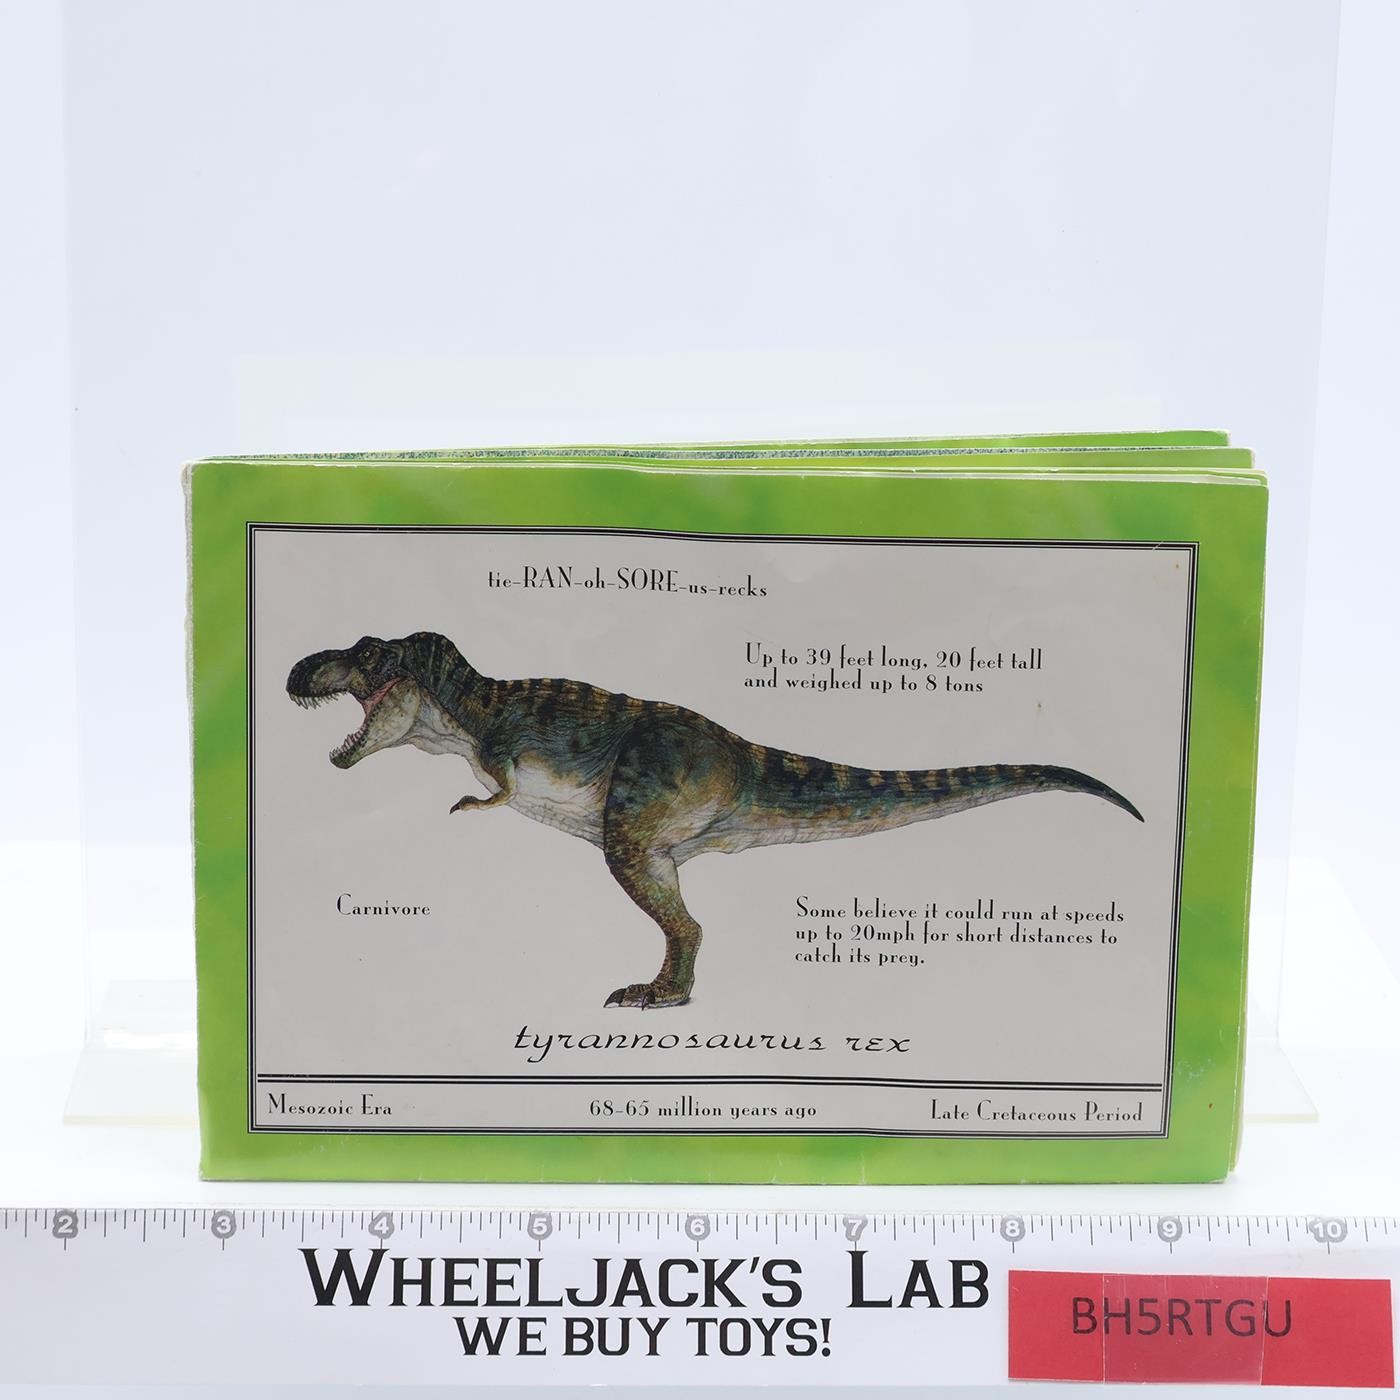 tie-RAN-oh-SORE-us-recks
Up to 39 feet long, 20 feet tall
and weighed up to 8 tons
Carnivore
Some believe it could run at speeds
up to 20mph for short distances to
catch its prey.
tyrannosaurus rex
Mesozoic Era 68-65 million years ago Late Cretaceous Period
2 3 4 5 6 7 8 9 10
WHEELJACK'S LAB
WE BUY TOYS!
BH5RTGU